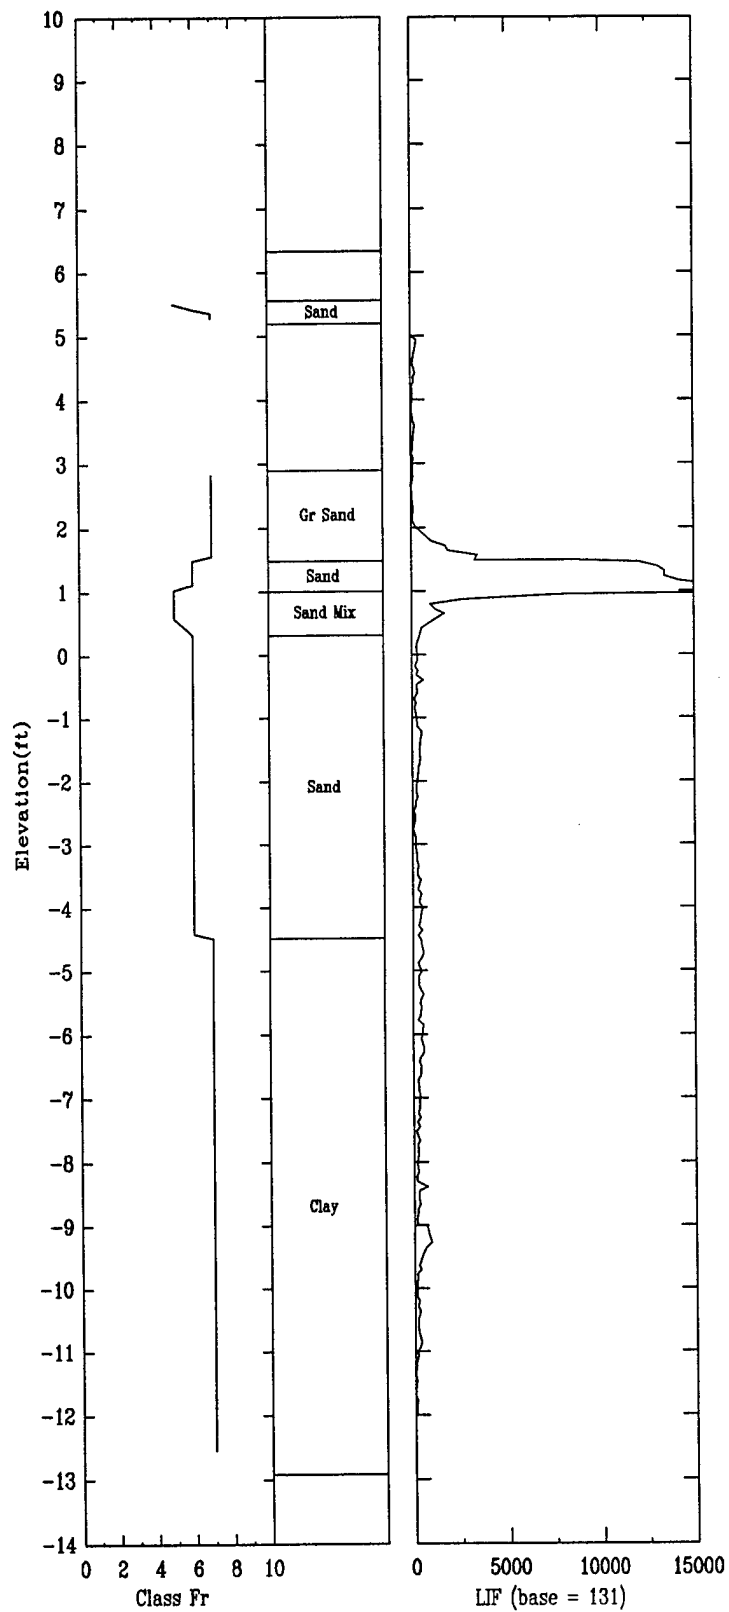 10
9
8
7
6
Sand
5
4
3
Gr Sand
2
Sand
1
Sand Mix
0
-1
Elevation(ft)
-2
Sand
-3
-4
-5
-6
-7
-8
Clay
-9
-10
-11
-12
-13
-14
0 2 4 6 8 10
0 5000 10000 15000
Class Fr
LIF (base = 131)